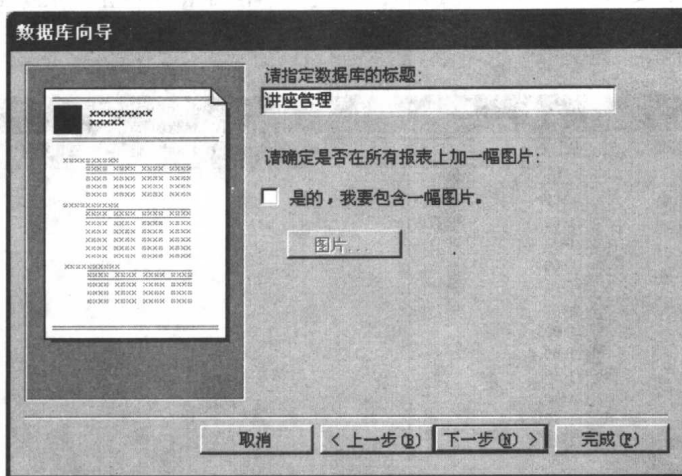 数据库向导
请指定数据库的标题:
讲座管理
请确定是否在所有报表上加一幅图片:
是的，我要包含一幅图片。
图片...
取消
< 上一步(B)
下一步(N) >
完成(F)